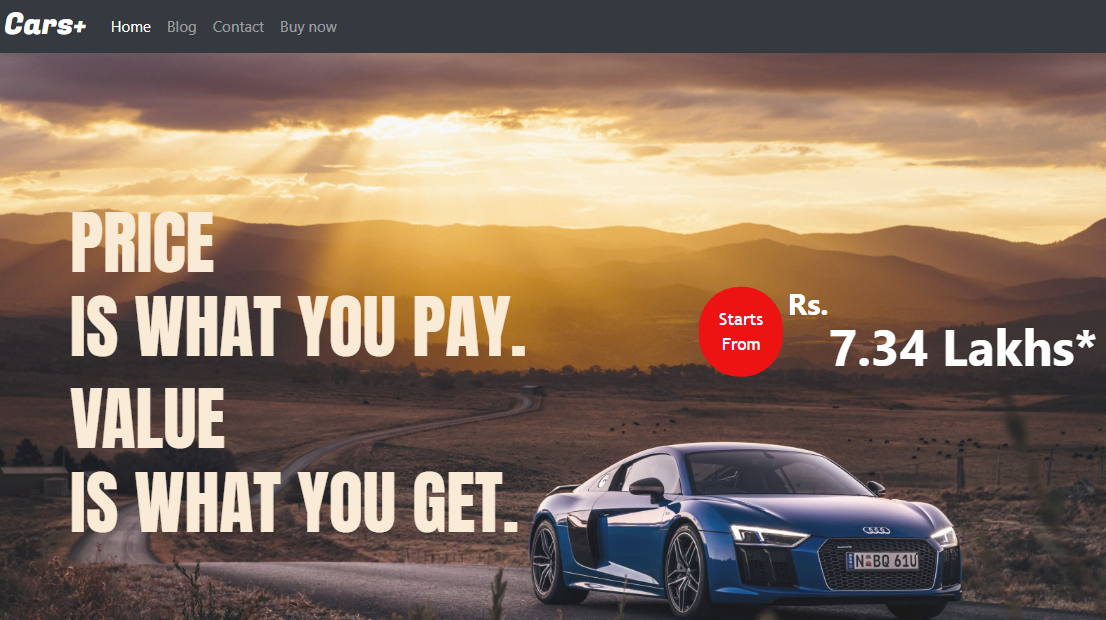 Cars+ Home Blog Contact Buy now
PRICE
IS WHAT YOU PAY.
VALUE
IS WHAT YOU GET.
Starts
From
Rs.
7.34 Lakhs*
N BQ 61U